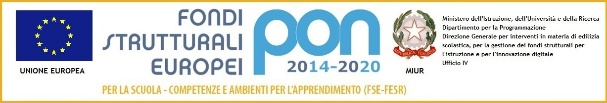 FONDI
STRUTTURALI
EUROPEI
pon
2014-2020
UNIONE EUROPEA
MIUR
Ministero dell'Istruzione, dell'Università e della Ricerca
Dipartimento per la Programmazione
Direzione Generale per interventi in materia di edilizia
scolastica, per la gestione dei fondi strutturali per
l'istruzione e per l'innovazione digitale
Ufficio IV
PER LA SCUOLA - COMPETENZE E AMBIENTI PER L'APPRENDIMENTO (FSE-FESR)